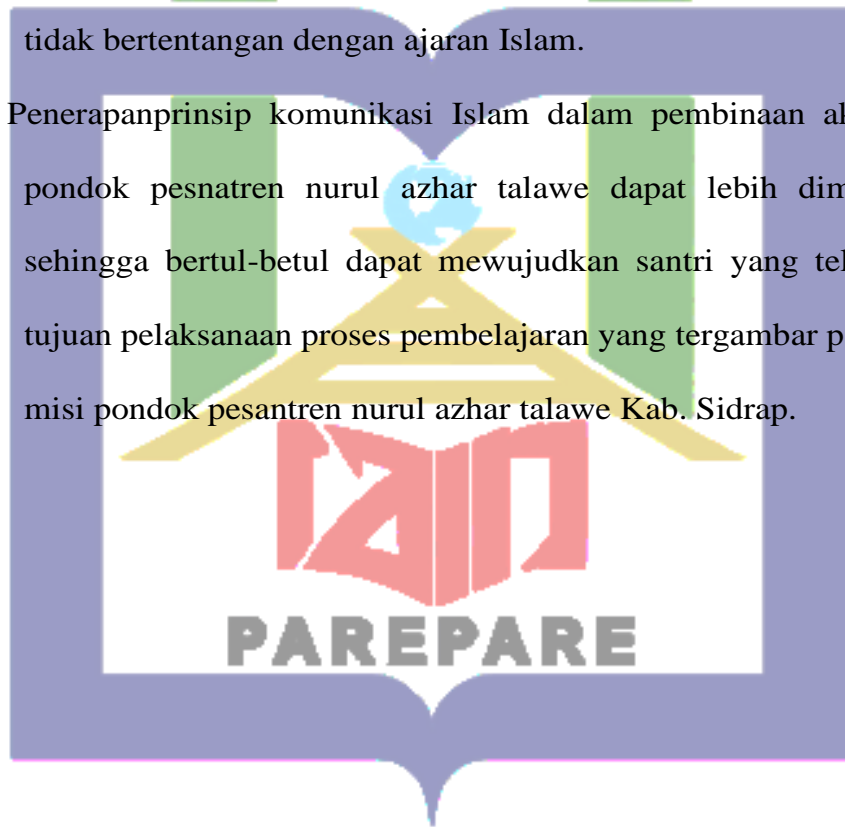 tidak bertentangan dengan ajaran Islam.
Penerapanprinsip komunikasi Islam dalam pembinaan
pondok pesnatren nurul azhar talawe dapat lebih
sehingga bertul-betul dapat mewujudkan santri yang
tujuan pelaksanaan proses pembelajaran yang tergambar
misi pondok pesantren nurul azhar talawe Kab. Sidrap.
iain
PAREPARE